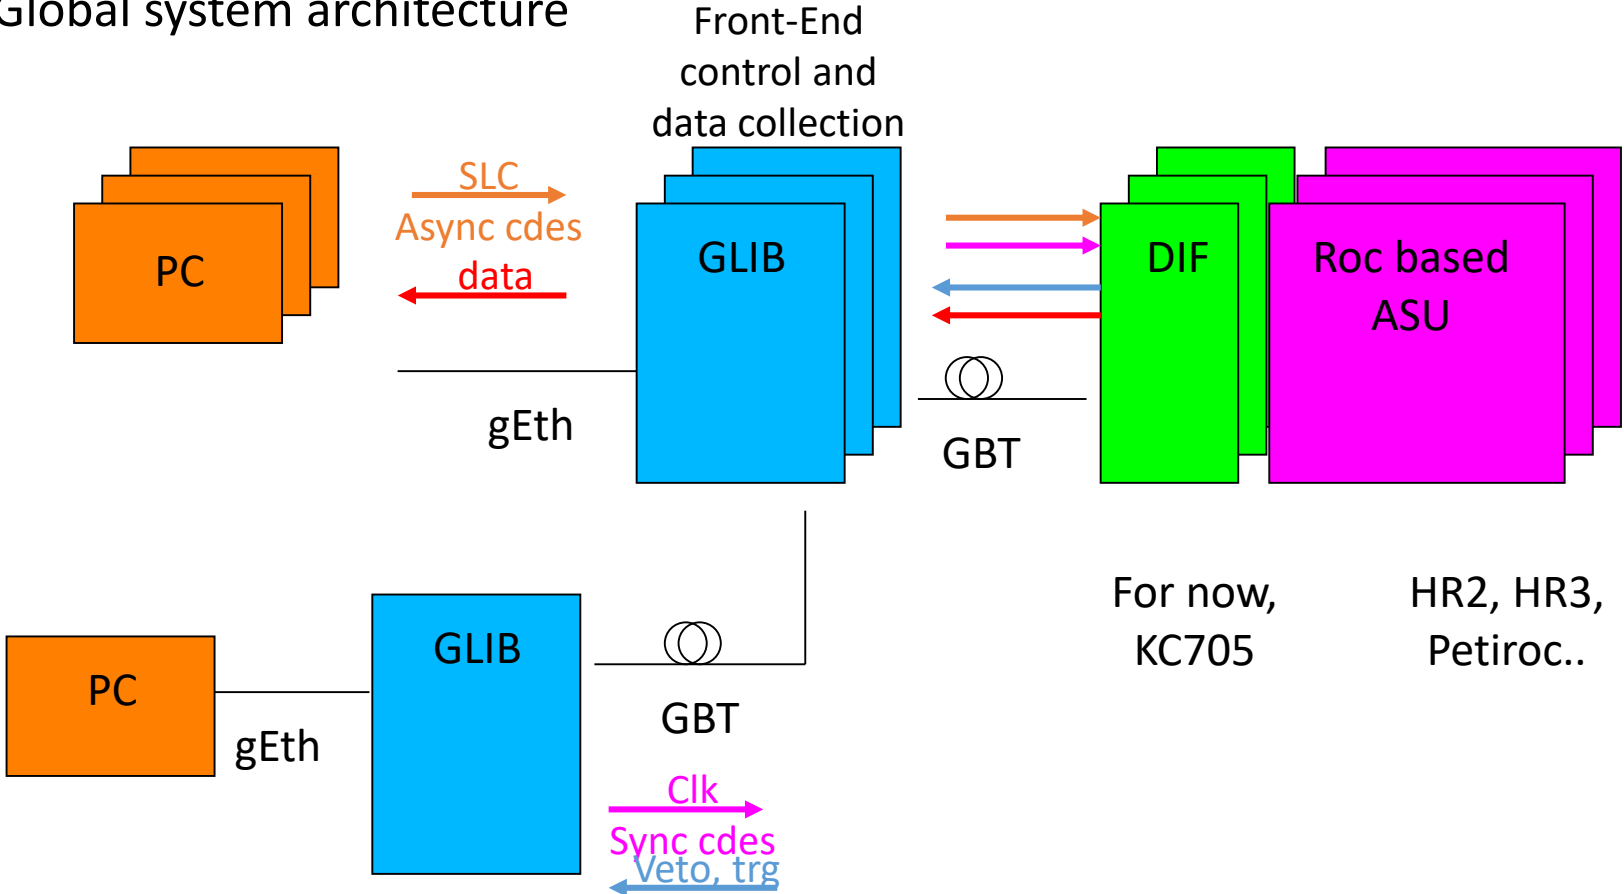 Global system architecture
Front-End
control and
data collection
SLC
Async cdes
data
PC
GLIB
DIF
Roc based
ASU
gEth
GBT
For now,
KC705
HR2, HR3,
Petiroc..
GLIB
PC
gEth
GBT
Clk
Sync cdes
Veto, trg